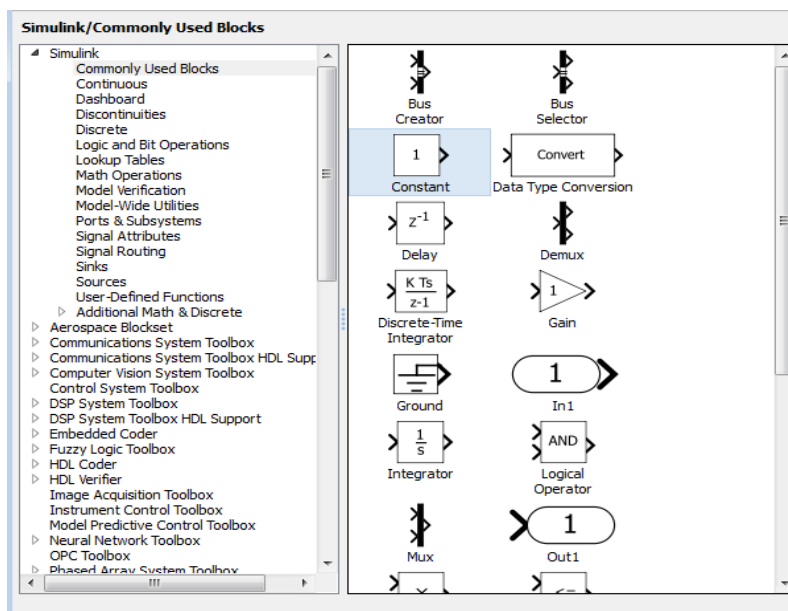 Simulink/Commonly Used Blocks
Simulink
Commonly Used Blocks
Continuous
Dashboard
Discontinuities
Discrete
Logic and Bit Operations
Lookup Tables
Math Operations
Model Verification
Model-Wide Utilities
Ports & Subsystems
Signal Attributes
Signal Routing
Sinks
Sources
User-Defined Functions
Additional Math & Discrete
Aerospace Blockset
Communications System Toolbox
Communications System Toolbox HDL Supp
Computer Vision System Toolbox
Control System Toolbox
DSP System Toolbox
DSP System Toolbox HDL Support
Embedded Coder
Fuzzy Logic Toolbox
HDL Coder
HDL Verifier
Image Acquisition Toolbox
Instrument Control Toolbox
Model Predictive Control Toolbox
Neural Network Toolbox
OPC Toolbox
Phased Array System Toolbox
Bus
Creator
Bus
Selector
1
Constant
Convert
Data Type Conversion
z-1
Delay
Demux
K Ts
z-1
Discrete-Time
Integrator
1
Gain
Ground
1
In1
1
s
Integrator
AND
Logical
Operator
Mux
1
Out1